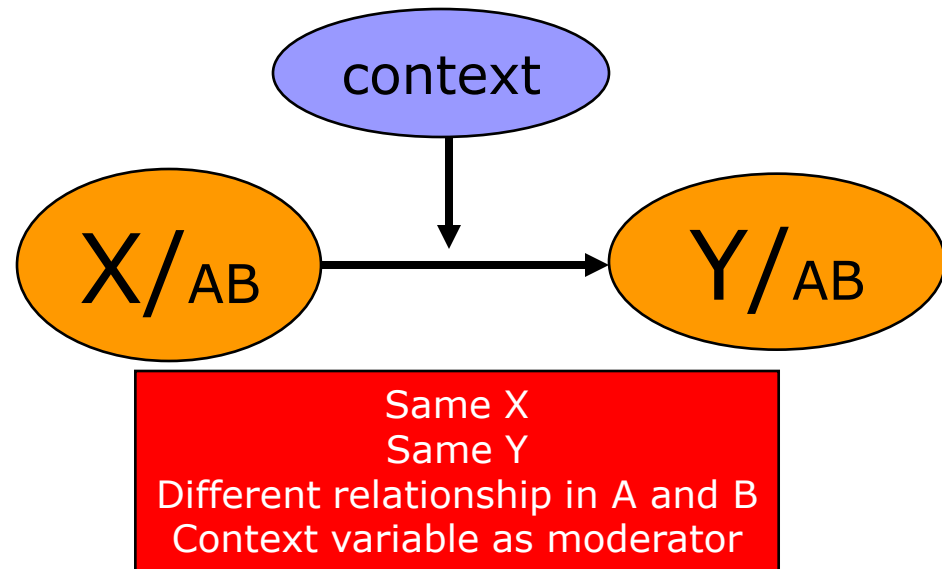 context
X/AB
Y/AB
Same X
Same Y
Different relationship in A and B
Context variable as moderator